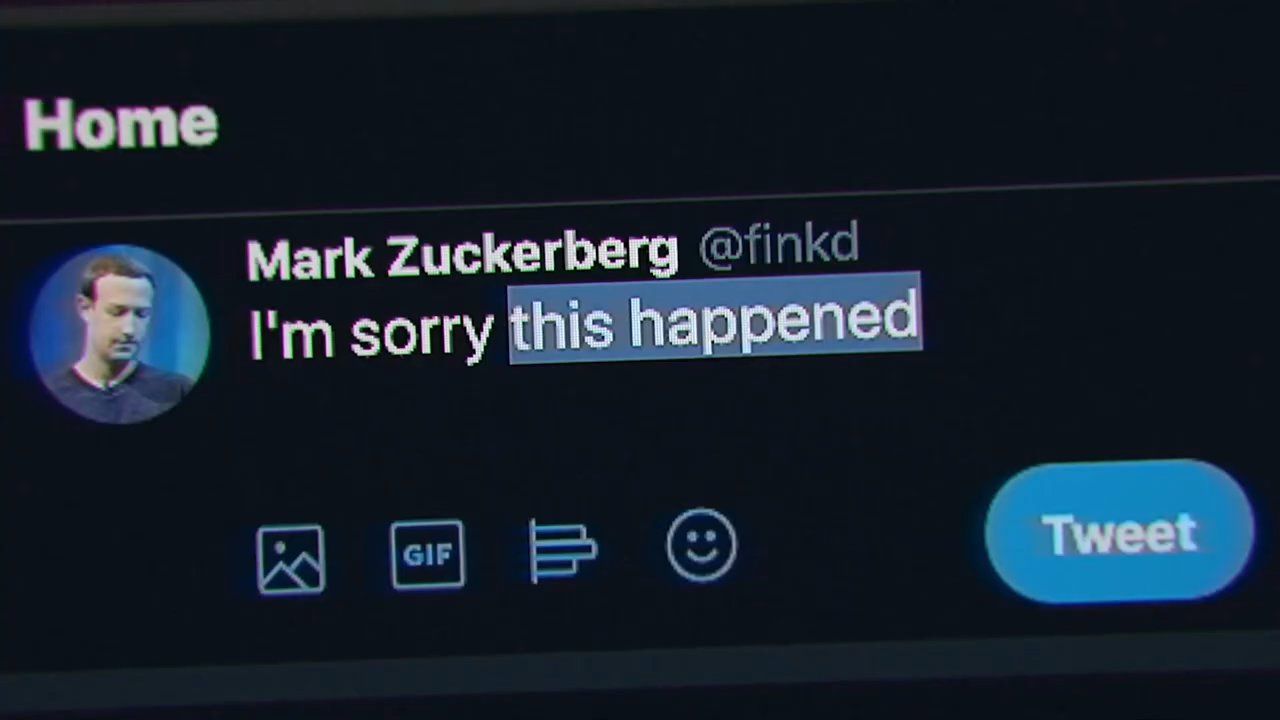 Home
Mark Zuckerberg @finkd
I'm sorry this happened
GIF
Tweet